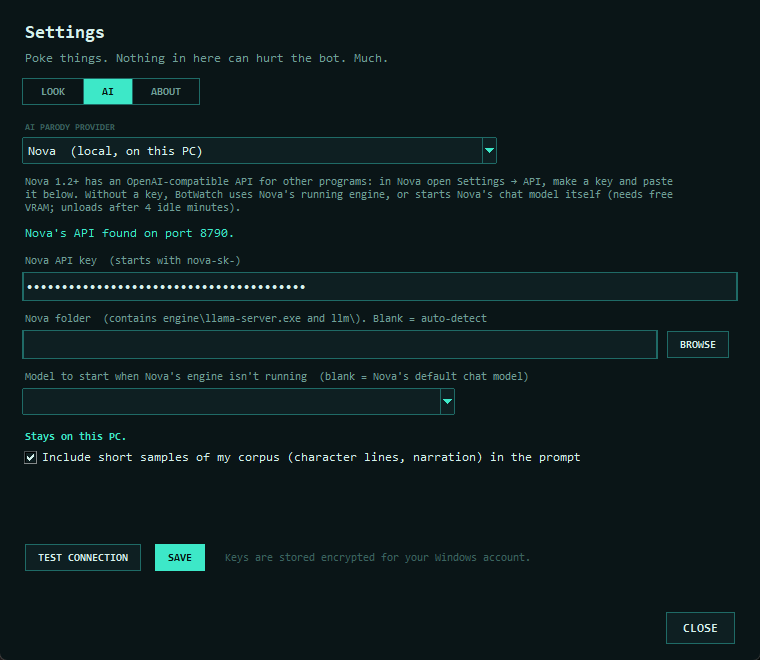 Settings
Poke things. Nothing in here can hurt the bot. Much.
LOOK AI ABOUT
AI PARODY PROVIDER
Nova (local, on this PC)
Nova 1.2+ has an OpenAI-compatible API for other programs: in Nova open Settings → API, make a key and paste
it below. Without a key, BotWatch uses Nova's running engine, or starts Nova's chat model itself (needs free
VRAM; unloads after 4 idle minutes).
Nova's API found on port 8790.
Nova API key (starts with nova-sk-)
••••••••••••••••••••••••••••••••••••••••
Nova folder (contains engine\llama-server.exe and llm\). Blank = auto-detect
BROWSE
Model to start when Nova's engine isn't running (blank = Nova's default chat model)
Stays on this PC.
Include short samples of my corpus (character lines, narration) in the prompt
TEST CONNECTION SAVE Keys are stored encrypted for your Windows account.
CLOSE